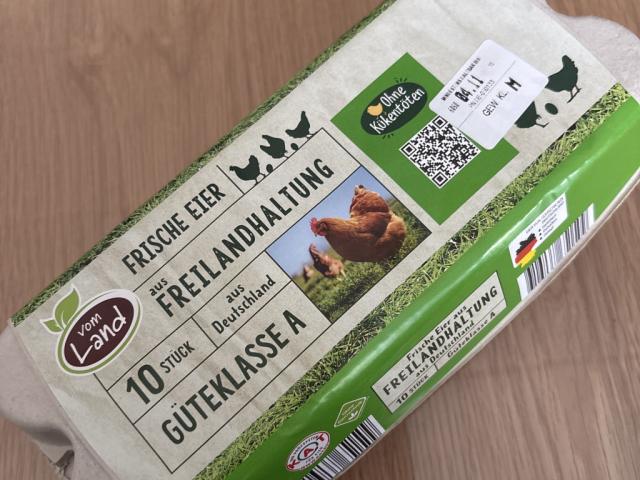 vom
Land
FRISCHE EIER
aus
FREILANDHALTUNG
10 STÜCK
aus
Deutschland
GÜTEKLASSE A
Ohne
Kükentöten
04.11
GEW KL. M
Frische Eier aus
FREILANDHALTUNG
aus Deutschland
10 STÜCK
Güteklasse A
KAT